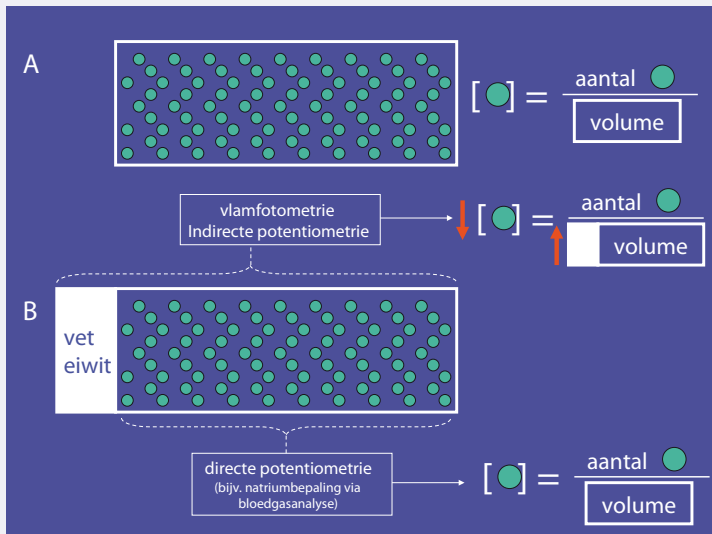 A
[ ] = aantal
volume
vlamfotometrie
Indirecte potentiometrie
[ ] = aantal
volume
B
vet
eiwit
directe potentiometrie
(bijv. natriumbepaling via
bloedgasanalyse)
[ ] = aantal
volume